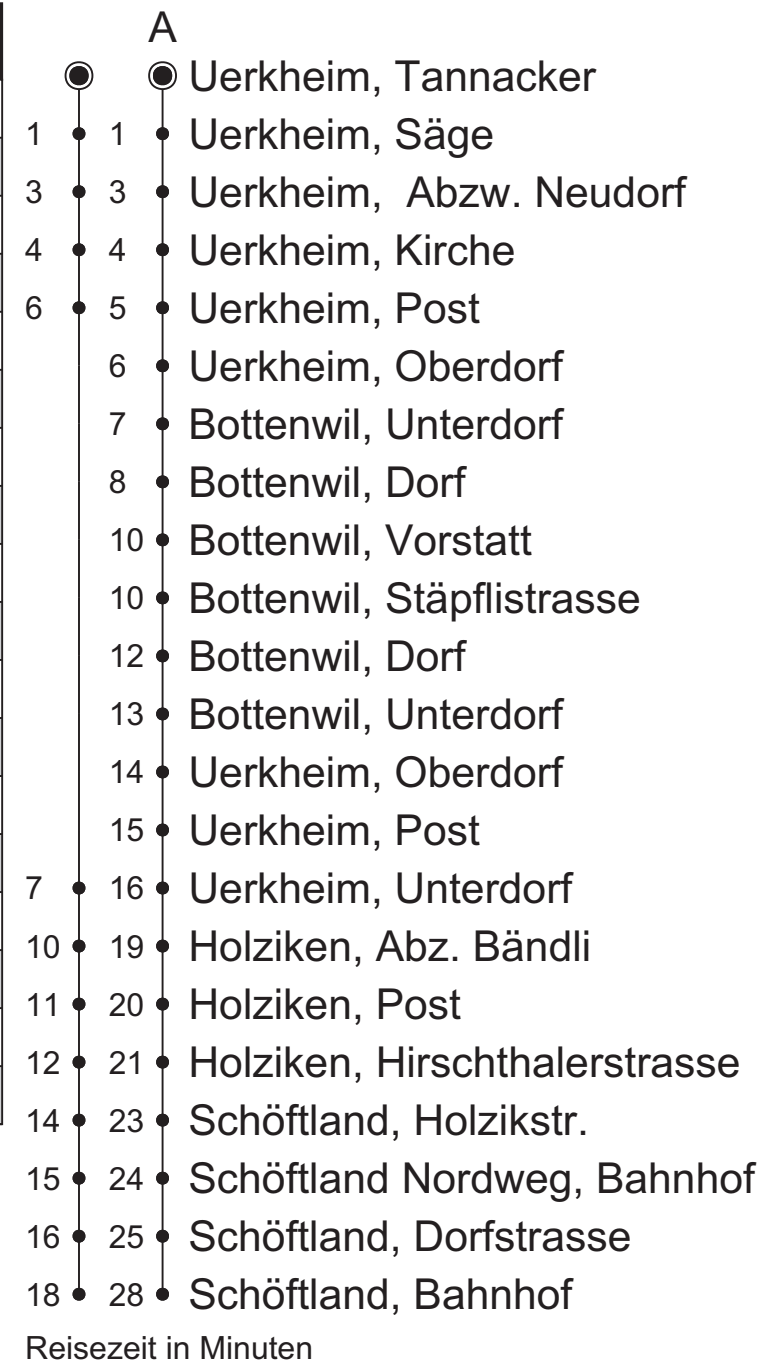 A
Uerkheim, Tannacker
1 1 Uerkheim, Säge
3 3 Uerkheim, Abzw. Neudorf
4 4 Uerkheim, Kirche
6 5 Uerkheim, Post
6 Uerkheim, Oberdorf
7 Bottenwil, Unterdorf
8 Bottenwil, Dorf
10 Bottenwil, Vorstatt
10 Bottenwil, Stäpflistrasse
12 Bottenwil, Dorf
13 Bottenwil, Unterdorf
14 Uerkheim, Oberdorf
15 Uerkheim, Post
7 16 Uerkheim, Unterdorf
10 19 Holziken, Abz. Bändli
11 20 Holziken, Post
12 21 Holziken, Hirschthalerstrasse
14 23 Schöftland, Holzikstr.
15 24 Schöftland Nordweg, Bahnhof
16 25 Schöftland, Dorfstrasse
18 28 Schöftland, Bahnhof
Reisezeit in Minuten